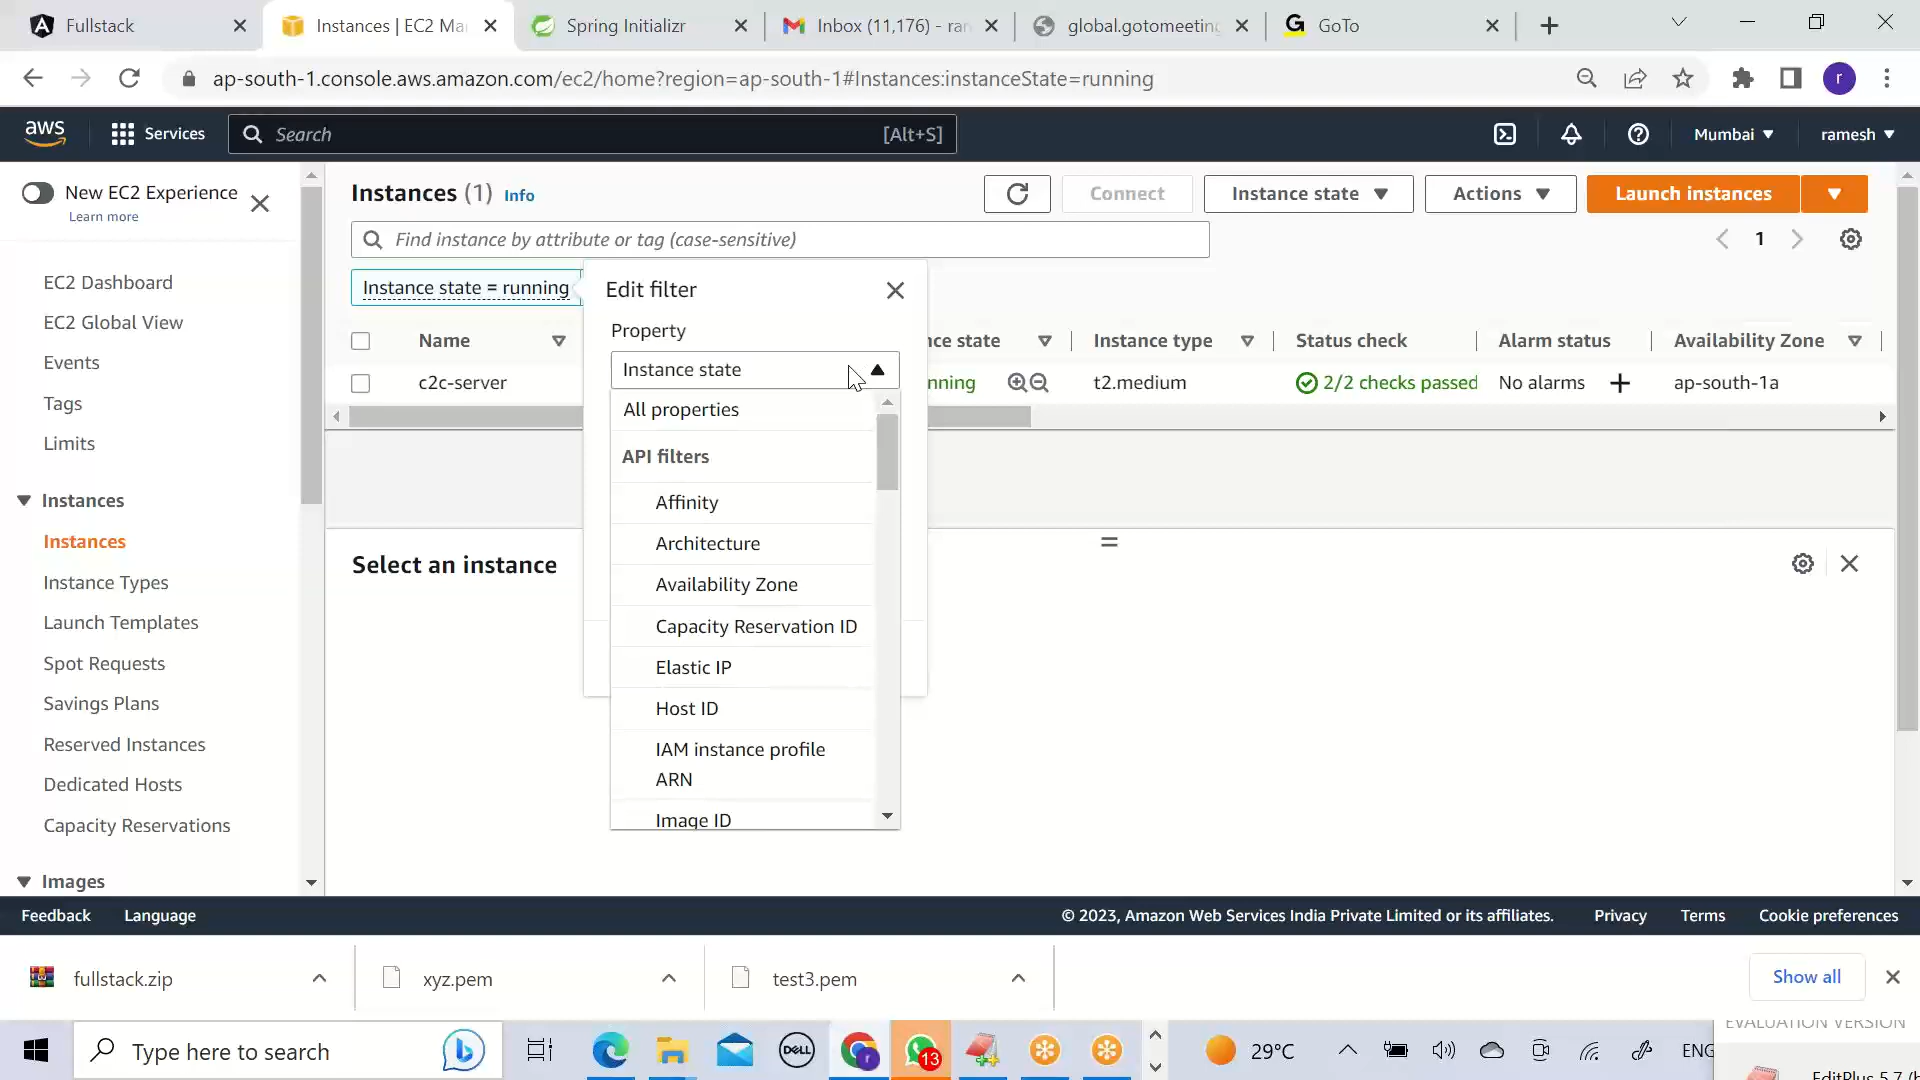 Fullstack
Instances | EC2 Ma
Spring Initializr
Inbox (11,176) - ra
global.gotomeeting
GoTo
ap-south-1.console.aws.amazon.com/ec2/home?region=ap-south-1#Instances:instanceState=running
r
aws
Services
Search
[Alt+S]
Mumbai
ramesh
New EC2 Experience
Learn more
EC2 Dashboard
EC2 Global View
Events
Tags
Limits
Instances
Instances
Instance Types
Launch Templates
Spot Requests
Savings Plans
Reserved Instances
Dedicated Hosts
Capacity Reservations
Images
Instances (1) Info
Connect
Instance state
Actions
Launch instances
Find instance by attribute or tag (case-sensitive)
1
Instance state = running
Name
ce state
Instance type
Status check
Alarm status
Availability Zone
c2c-server
nning
t2.medium
2/2 checks passed
No alarms
ap-south-1a
Edit filter
Property
Instance state
All properties
API filters
Affinity
Architecture
Availability Zone
Capacity Reservation ID
Elastic IP
Host ID
IAM instance profile
ARN
Image ID
Select an instance
Feedback
Language
© 2023, Amazon Web Services India Private Limited or its affiliates.
Privacy
Terms
Cookie preferences
fullstack.zip
xyz.pem
test3.pem
Show all
Type here to search
DELL
r
13
29°C
ENG
EVALUATION VERSION
EditPlus 5.7